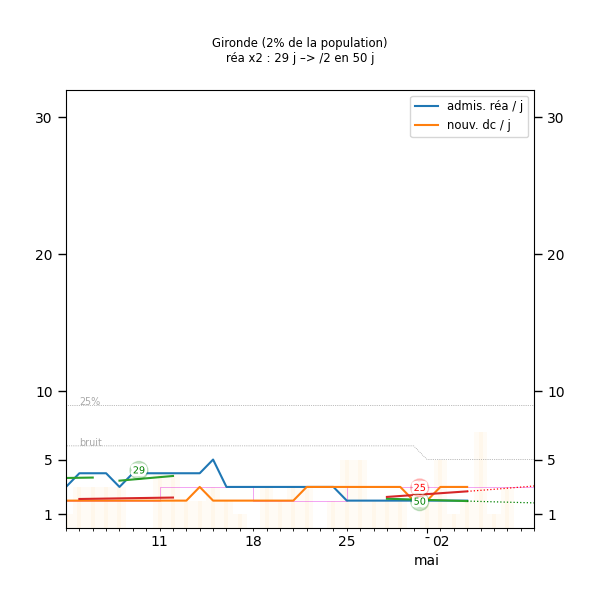 Gironde (2% de la population)
réa x2 : 29 j –> /2 en 50 j
admis. réa / j
nouv. dc / j
30 30
20 20
10 10
25%
bruit
5 5
29
25
50
1 1
11 18 25 02
mai